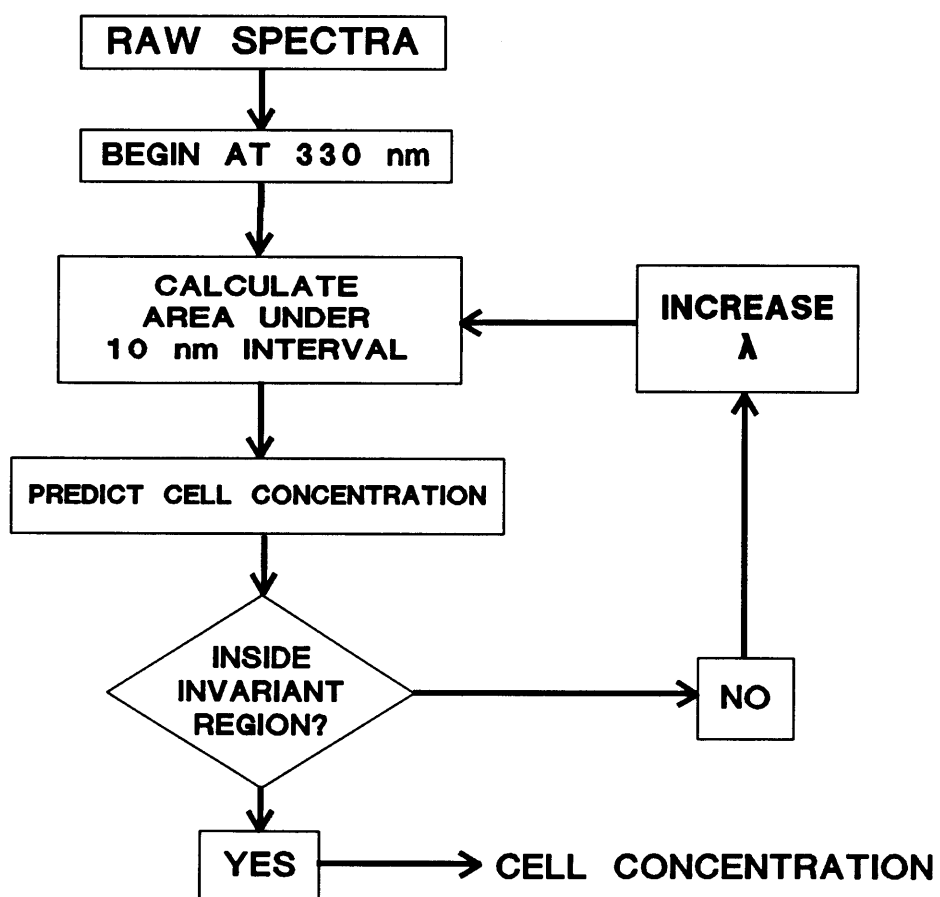 RAW SPECTRA
BEGIN AT 330 nm
CALCULATE
AREA UNDER
10 nm INTERVAL
INCREASE
λ
PREDICT CELL CONCENTRATION
INSIDE
INVARIANT
REGION?
NO
YES
CELL CONCENTRATION